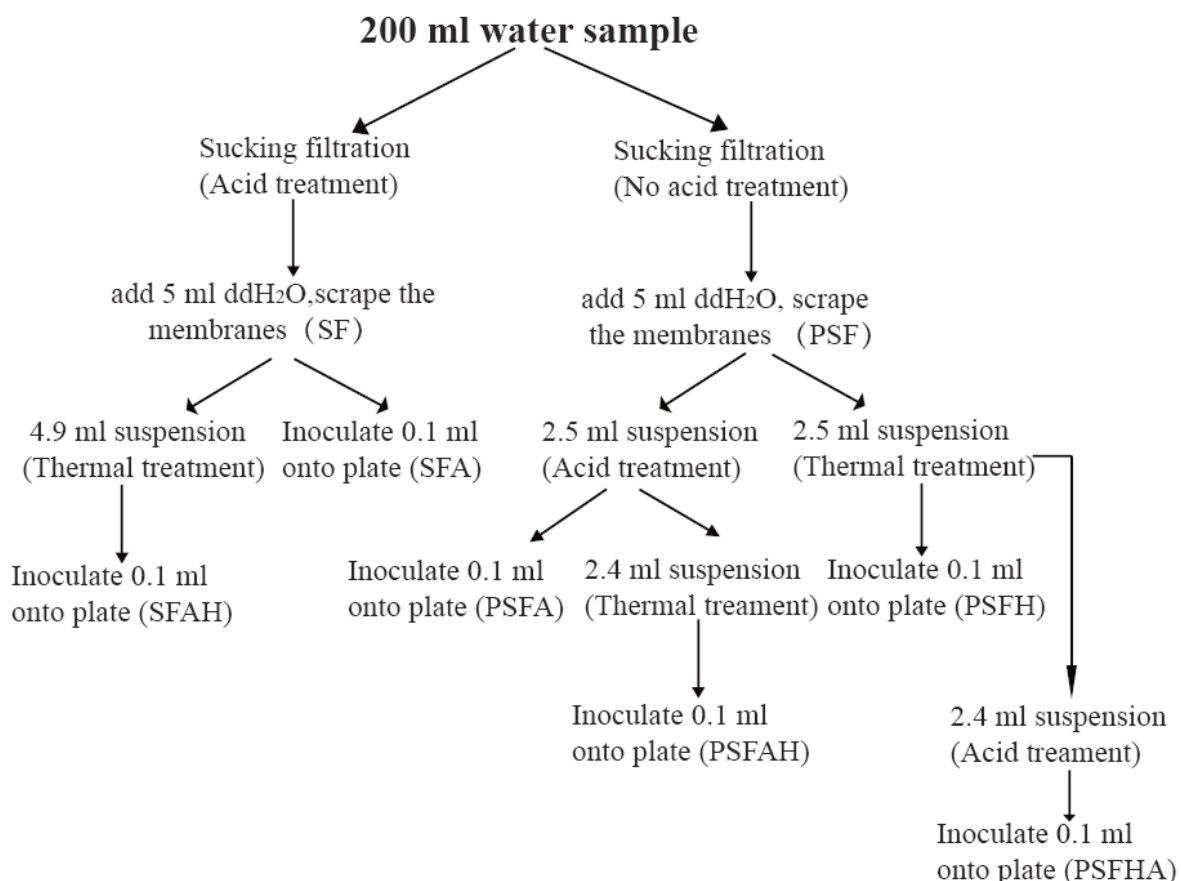 200 ml water sample
Sucking filtration
(Acid treatment)
Sucking filtration
(No acid treatment)
add 5 ml ddH₂O,scrape the
membranes（SF）
add 5 ml ddH₂O, scrape
the membranes （PSF）
4.9 ml suspension
(Thermal treatment)
Inoculate 0.1 ml
onto plate (SFA)
2.5 ml suspension
(Acid treatment)
2.5 ml suspension
(Thermal treatment)
Inoculate 0.1 ml
onto plate (SFAH)
Inoculate 0.1 ml
onto plate (PSFA)
2.4 ml suspension
(Thermal treament)
Inoculate 0.1 ml
onto plate (PSFH)
Inoculate 0.1 ml
onto plate (PSFAH)
2.4 ml suspension
(Acid treament)
Inoculate 0.1 ml
onto plate (PSFHA)